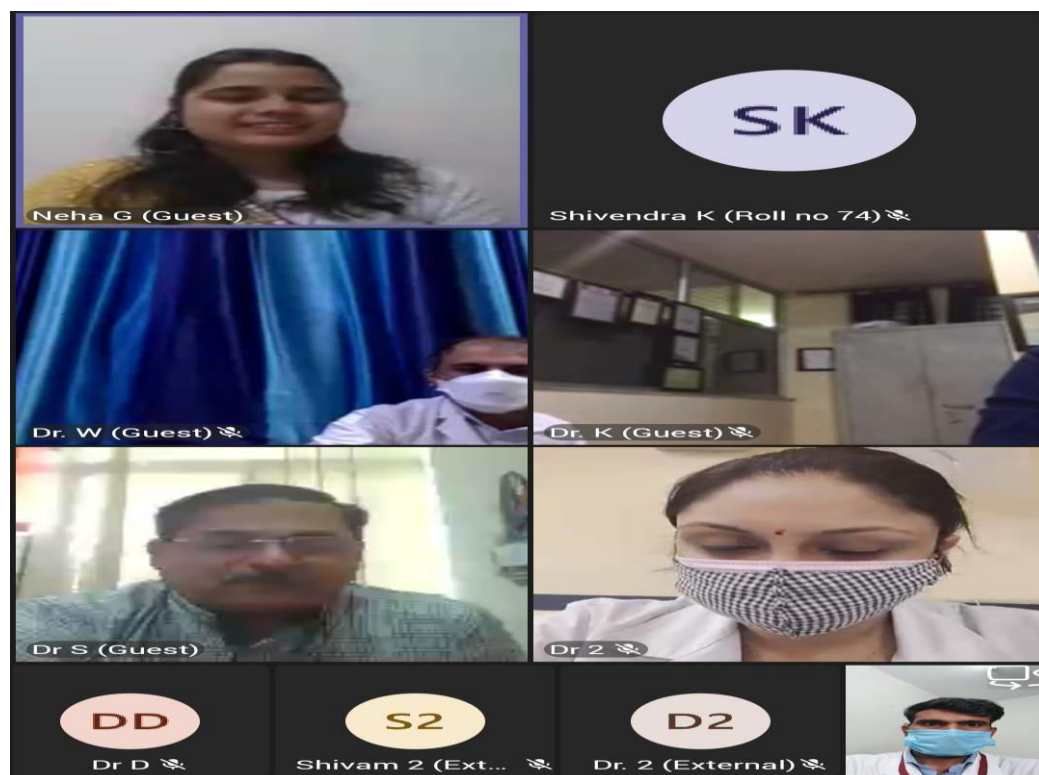 SK
Neha G (Guest)
Shivendra K (Roll no 74)
Dr. W (Guest)
Dr. K (Guest)
Dr S (Guest)
Dr 2
DD
S2
D2
Dr D
Shivam 2 (Ext...
Dr. 2 (External)